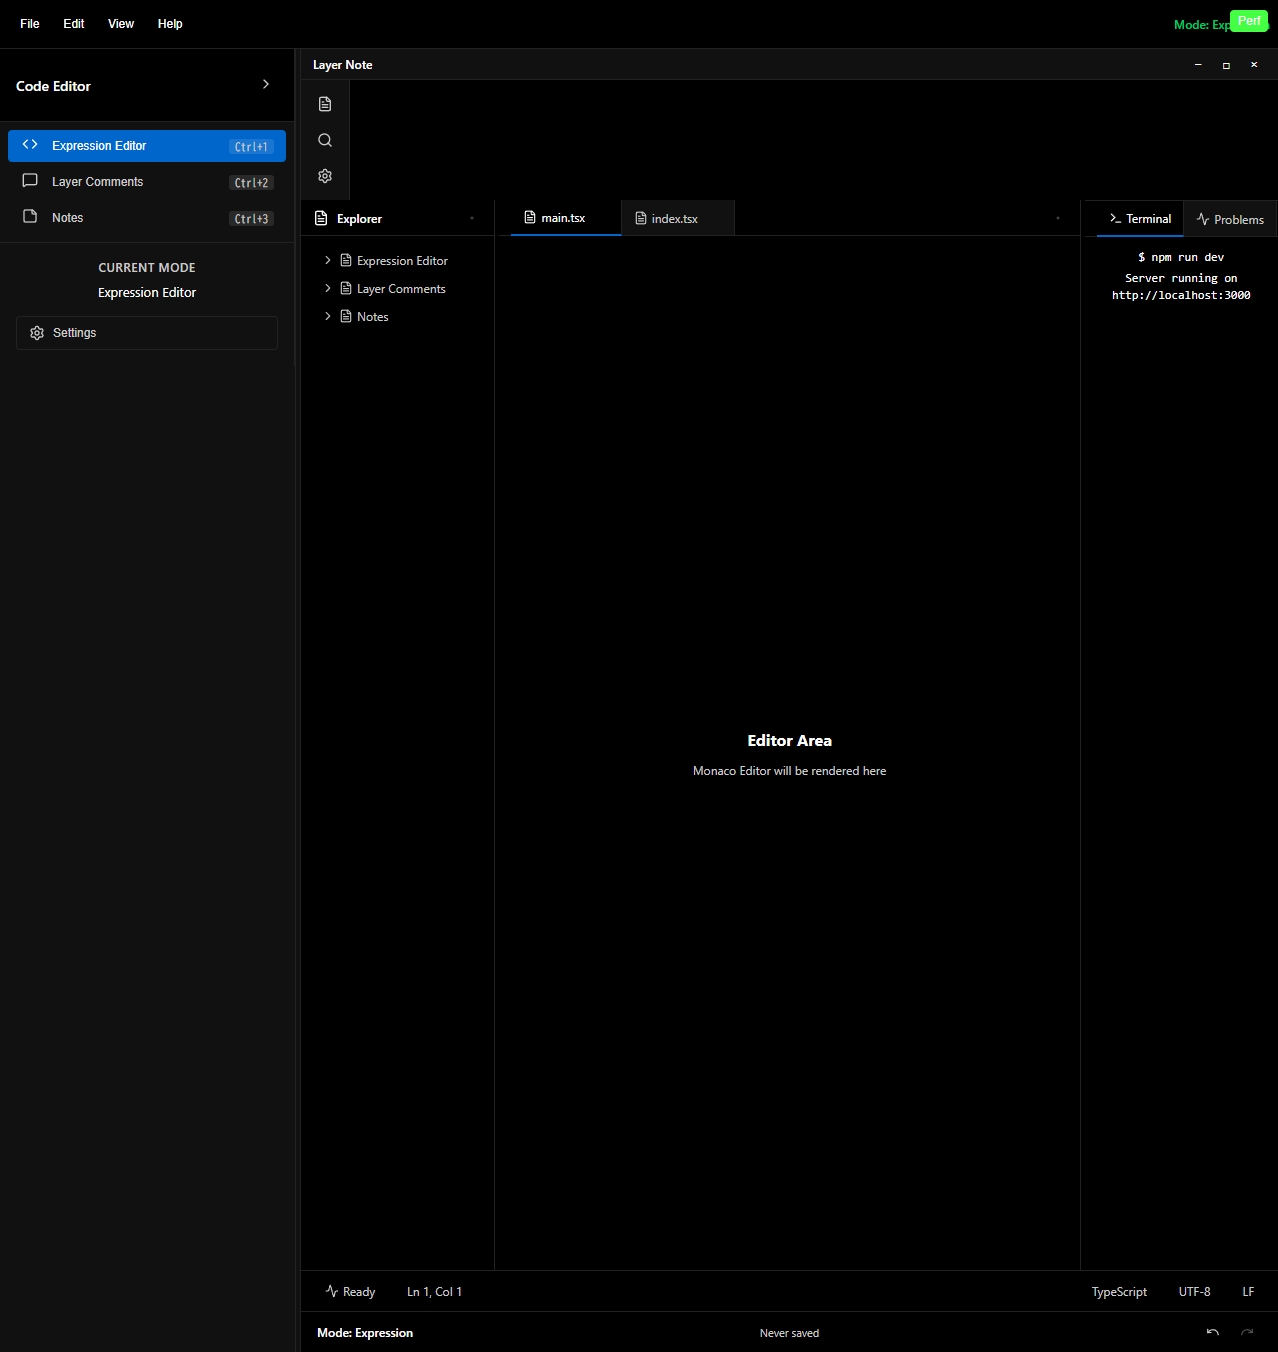 File Edit View Help
Mode: Exp
Perf
Code Editor
Expression Editor Ctrl+1
Layer Comments Ctrl+2
Notes Ctrl+3
CURRENT MODE
Expression Editor
Settings
Layer Note
Explorer
Expression Editor
Layer Comments
Notes
main.tsx index.tsx
Editor Area
Monaco Editor will be rendered here
Terminal Problems
$ npm run dev
Server running on
http://localhost:3000
Ready Ln 1, Col 1 TypeScript UTF-8 LF
Mode: Expression Never saved